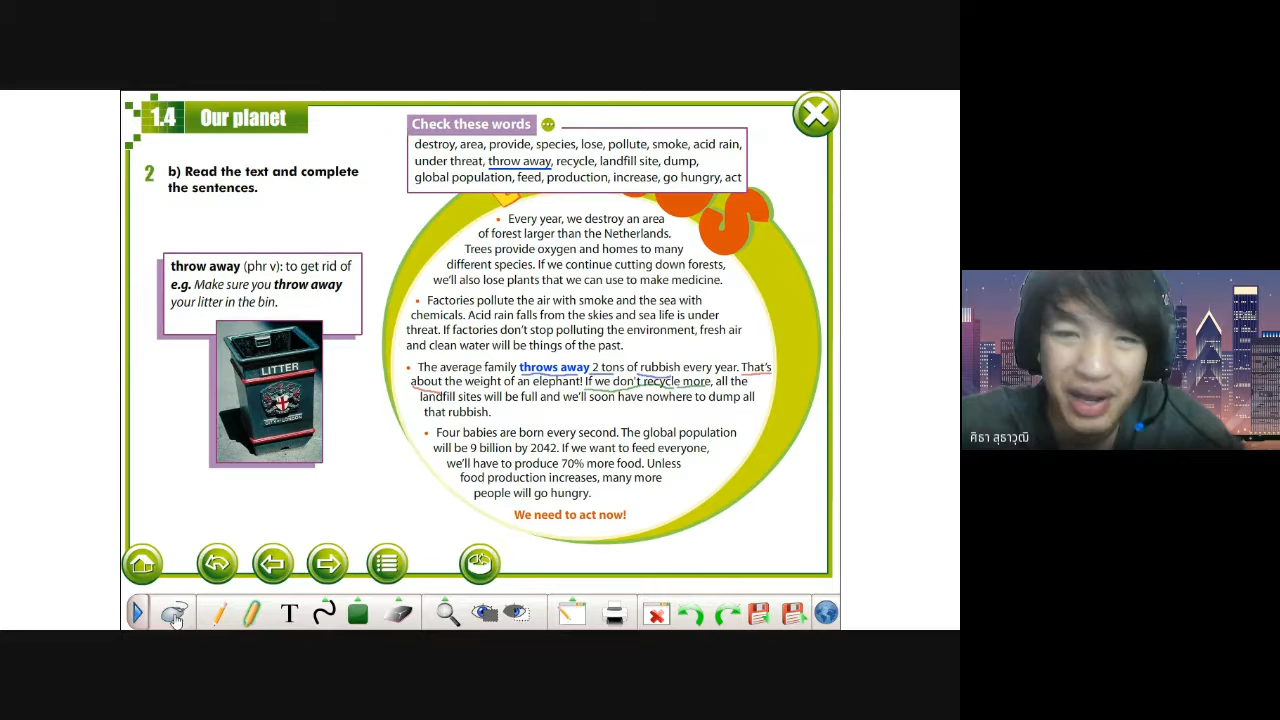 1.4 Our planet
Check these words
destroy, area, provide, species, lose, pollute, smoke, acid rain,
under threat, throw away, recycle, landfill site, dump,
global population, feed, production, increase, go hungry, act
2 b) Read the text and complete
the sentences.
throw away (phr v): to get rid of
e.g. Make sure you throw away
your litter in the bin.
LITTER
• Every year, we destroy an area
of forest larger than the Netherlands.
Trees provide oxygen and homes to many
different species. If we continue cutting down forests,
we'll also lose plants that we can use to make medicine.
• Factories pollute the air with smoke and the sea with
chemicals. Acid rain falls from the skies and sea life is under
threat. If factories don't stop polluting the environment, fresh air
and clean water will be things of the past.
• The average family throws away 2 tons of rubbish every year. That's
about the weight of an elephant! If we don't recycle more, all the
landfill sites will be full and we'll soon have nowhere to dump all
that rubbish.
• Four babies are born every second. The global population
will be 9 billion by 2042. If we want to feed everyone,
we'll have to produce 70% more food. Unless
food production increases, many more
people will go hungry.
We need to act now!
T
ศิธา สุธาวุฒิ